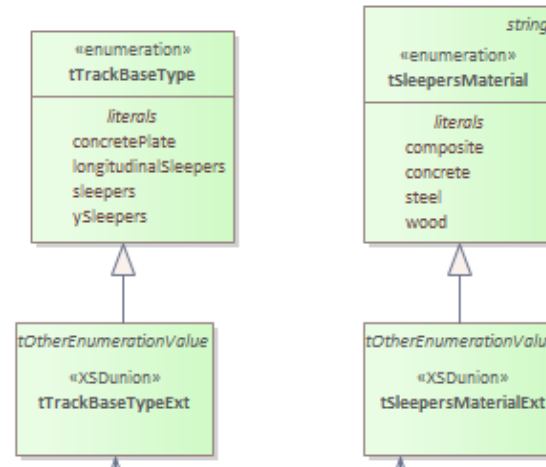 «enumeration»
tTrackBaseType
literals
concretePlate
longitudinalSleepers
sleepers
ySleepers
tOtherEnumerationValue
«XSDunion»
tTrackBaseTypeExt
string
«enumeration»
tSleepersMaterial
literals
composite
concrete
steel
wood
tOtherEnumerationValu
«XSDunion»
tSleepersMaterialExt